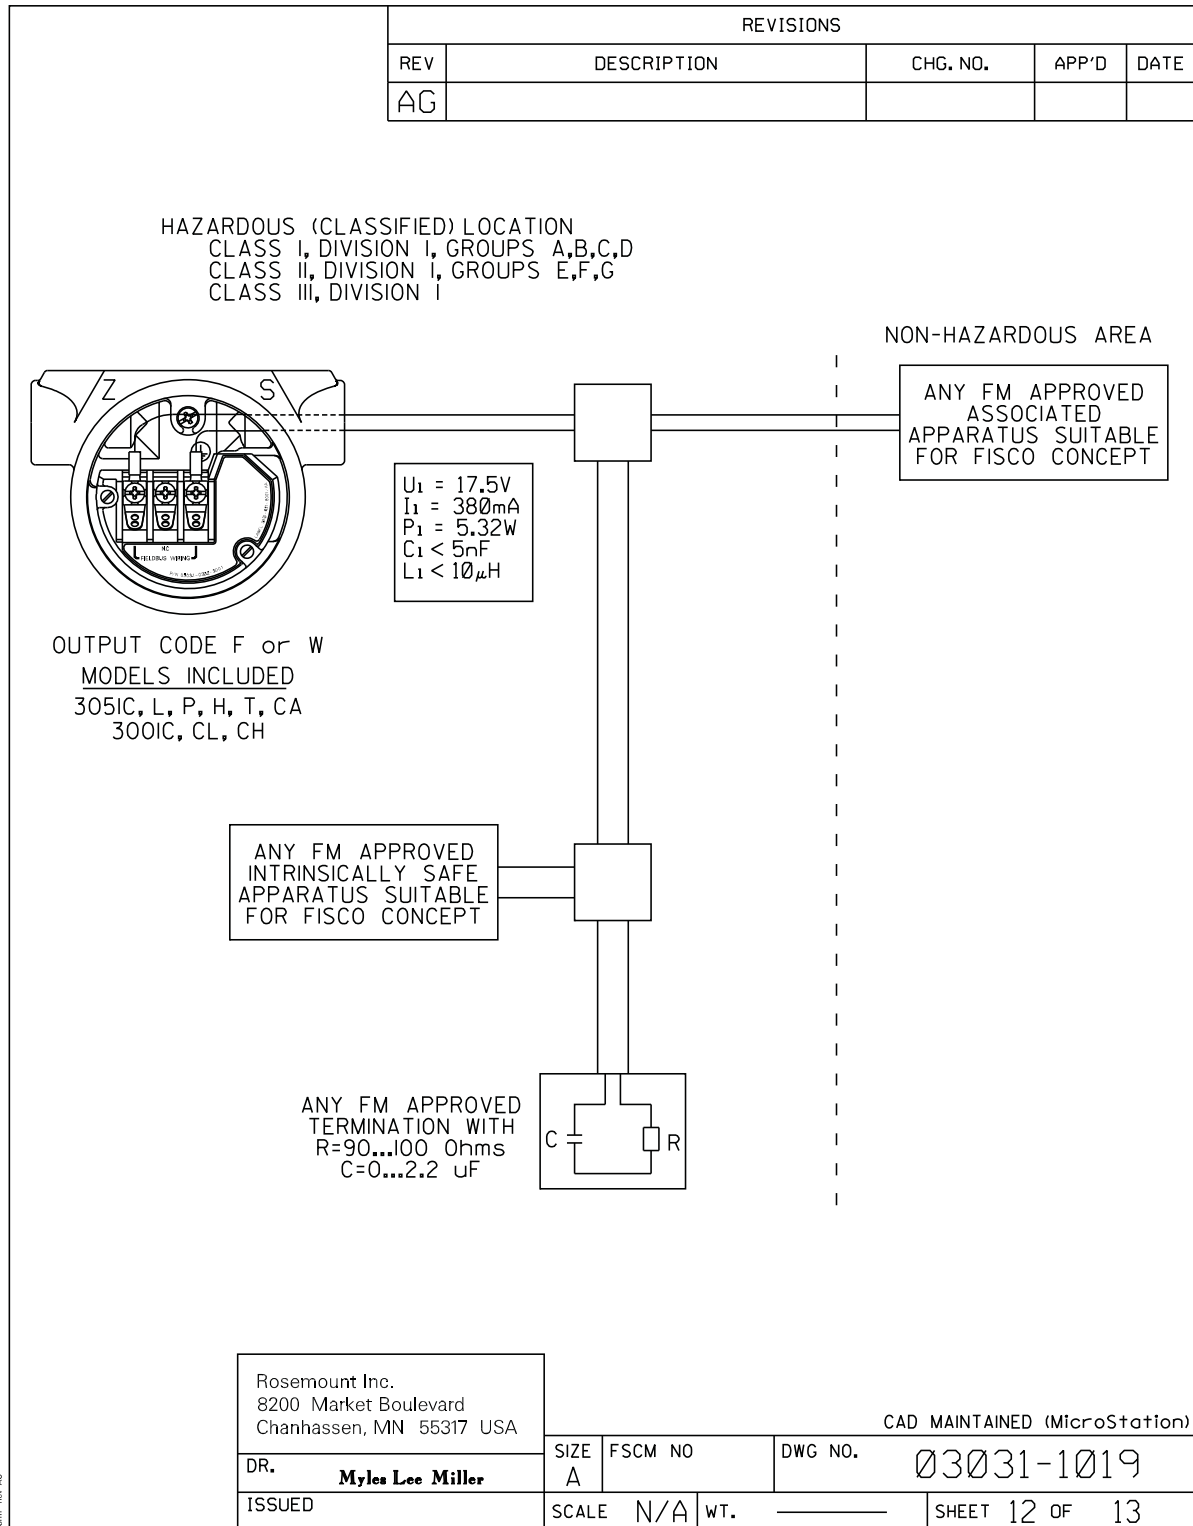 REVISIONS
REV DESCRIPTION CHG. NO. APP'D DATE
AG
HAZARDOUS (CLASSIFIED) LOCATION
CLASS I, DIVISION I, GROUPS A,B,C,D
CLASS II, DIVISION I, GROUPS E,F,G
CLASS III, DIVISION I
NON-HAZARDOUS AREA
Z S
ANY FM APPROVED
ASSOCIATED
APPARATUS SUITABLE
FOR FISCO CONCEPT
U1 = 17.5V
I1 = 380mA
P1 = 5.32W
C1 < 5nF
L1 < 10µH
NC
FIELDBUS WIRING
OUTPUT CODE F or W
MODELS INCLUDED
3051C, L, P, H, T, CA
3001C, CL, CH
ANY FM APPROVED
INTRINSICALLY SAFE
APPARATUS SUITABLE
FOR FISCO CONCEPT
ANY FM APPROVED
TERMINATION WITH
R=90...100 Ohms
C=0...2.2 uF
C R
Rosemount Inc.
8200 Market Boulevard
Chanhassen, MN 55317 USA
CAD MAINTAINED (MicroStation)
DR. Myles Lee Miller
SIZE A
FSCM NO
DWG NO. 03031-1019
ISSUED
SCALE N/A WT.
SHEET 12 OF 13